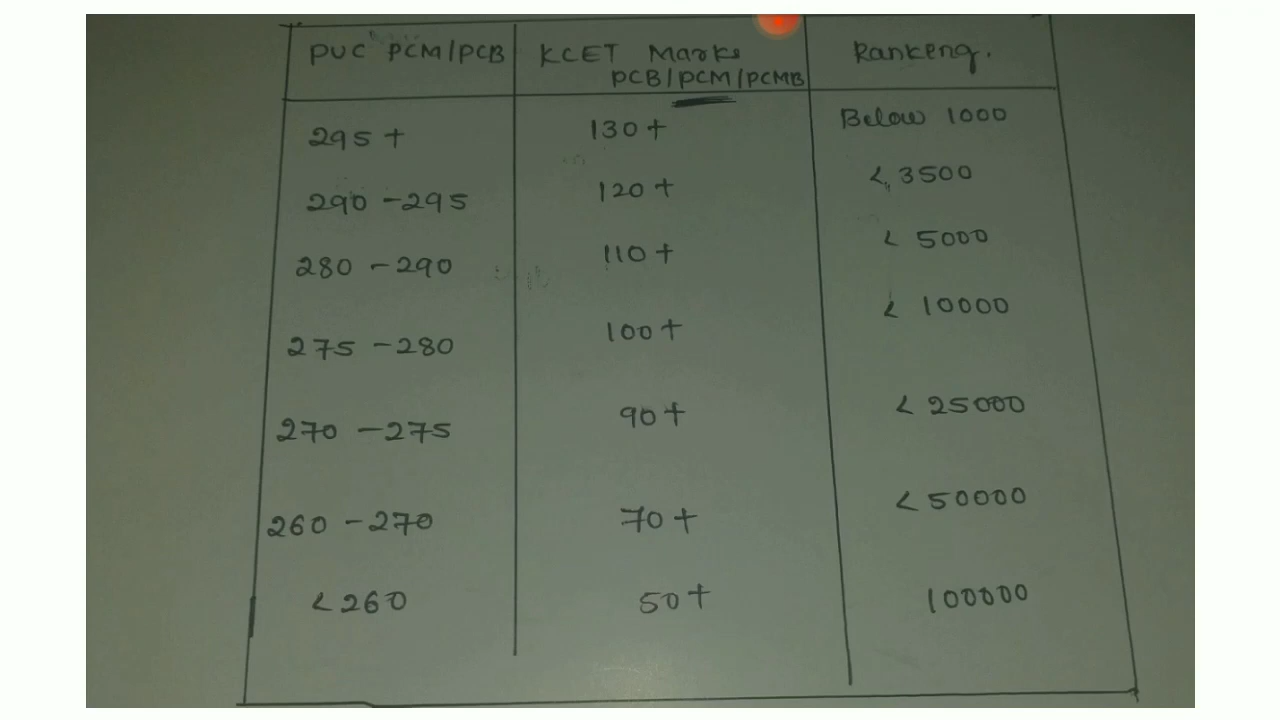 PUC PCM/PCB KCET Marks Rankeng.
PCB/PCM/PCMB
295+ 130+ Below 1000
290-295 120+ < 3500
280-290 110+ < 5000
275-280 100+ < 10000
270-275 90+ < 25000
260-270 70+ < 50000
<260 50+ 100000